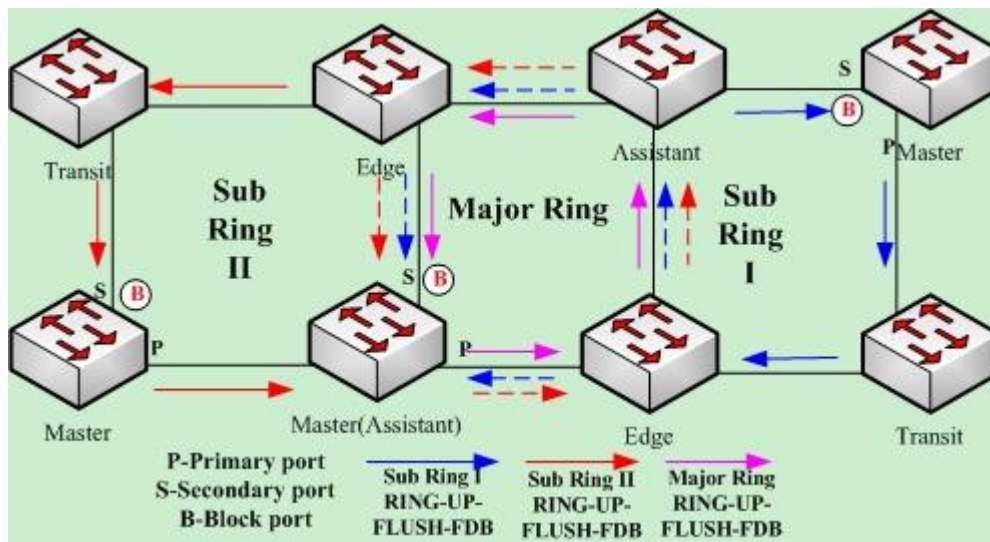 S
B
Transit
Edge
Assistant
P
Master
Sub
Ring
II
Major Ring
Sub
Ring
I
S
B
S
B
P
P
Master
Master(Assistant)
Edge
Transit
P-Primary port
S-Secondary port
B-Block port
Sub Ring I
RING-UP-
FLUSH-FDB
Sub Ring II
RING-UP-
FLUSH-FDB
Major Ring
RING-UP-
FLUSH-FDB